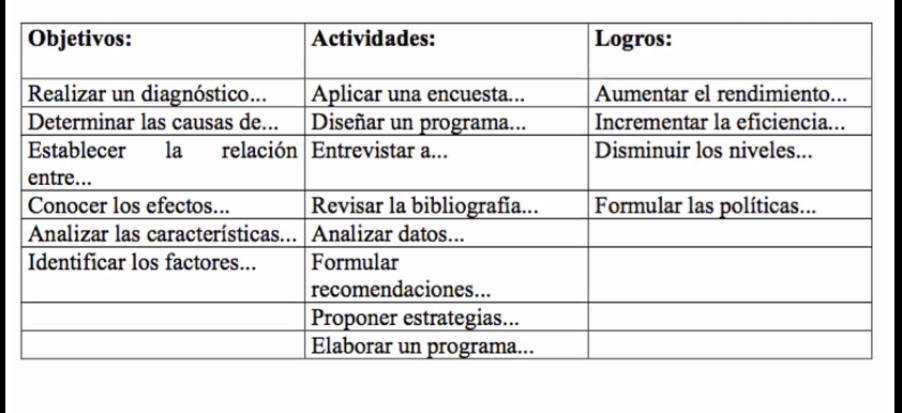 Objetivos: Actividades: Logros:
Realizar un diagnóstico... Aplicar una encuesta... Aumentar el rendimiento...
Determinar las causas de... Diseñar un programa... Incrementar la eficiencia...
Establecer la relación Entrevistar a... Disminuir los niveles...
entre...
Conocer los efectos... Revisar la bibliografía... Formular las políticas...
Analizar las características... Analizar datos...
Identificar los factores... Formular
recomendaciones...
Proponer estrategias...
Elaborar un programa...